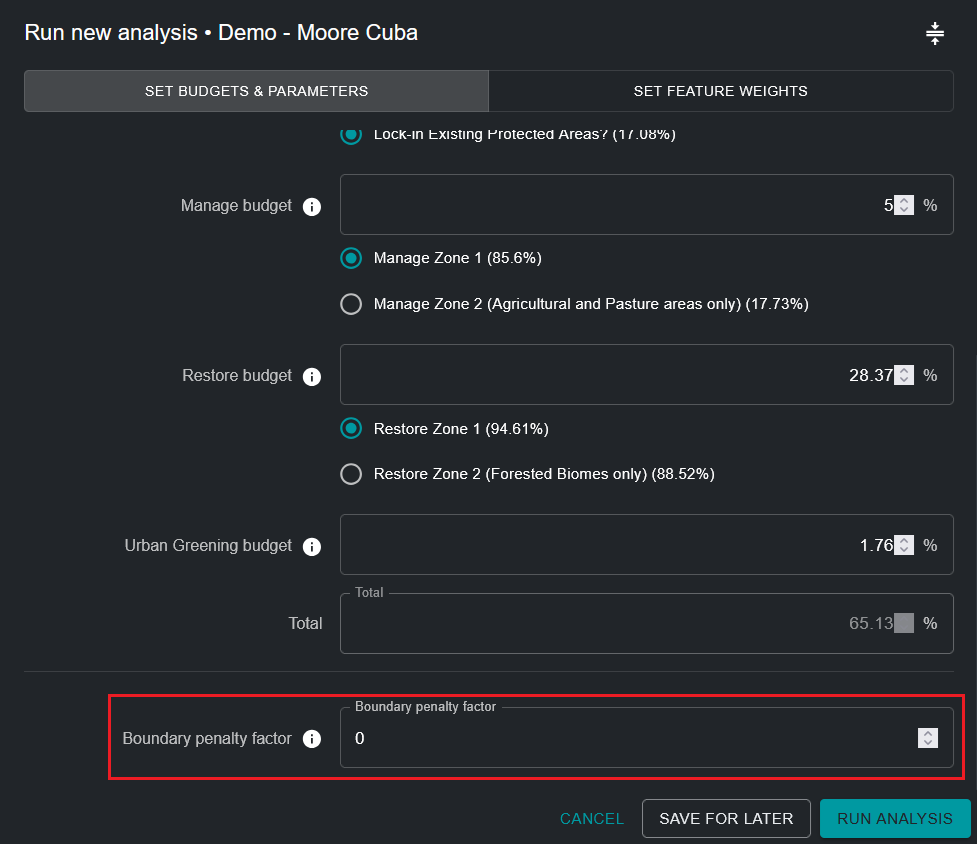 Run new analysis • Demo - Moore Cuba
SET BUDGETS & PARAMETERS
SET FEATURE WEIGHTS
Lock-in Existing Protected Areas? (17.08%)
Manage budget i
5 %
Manage Zone 1 (85.6%)
Manage Zone 2 (Agricultural and Pasture areas only) (17.73%)
Restore budget i
28.37 %
Restore Zone 1 (94.61%)
Restore Zone 2 (Forested Biomes only) (88.52%)
Urban Greening budget i
1.76 %
Total
Total
65.13 %
Boundary penalty factor
Boundary penalty factor i
0
CANCEL
SAVE FOR LATER
RUN ANALYSIS